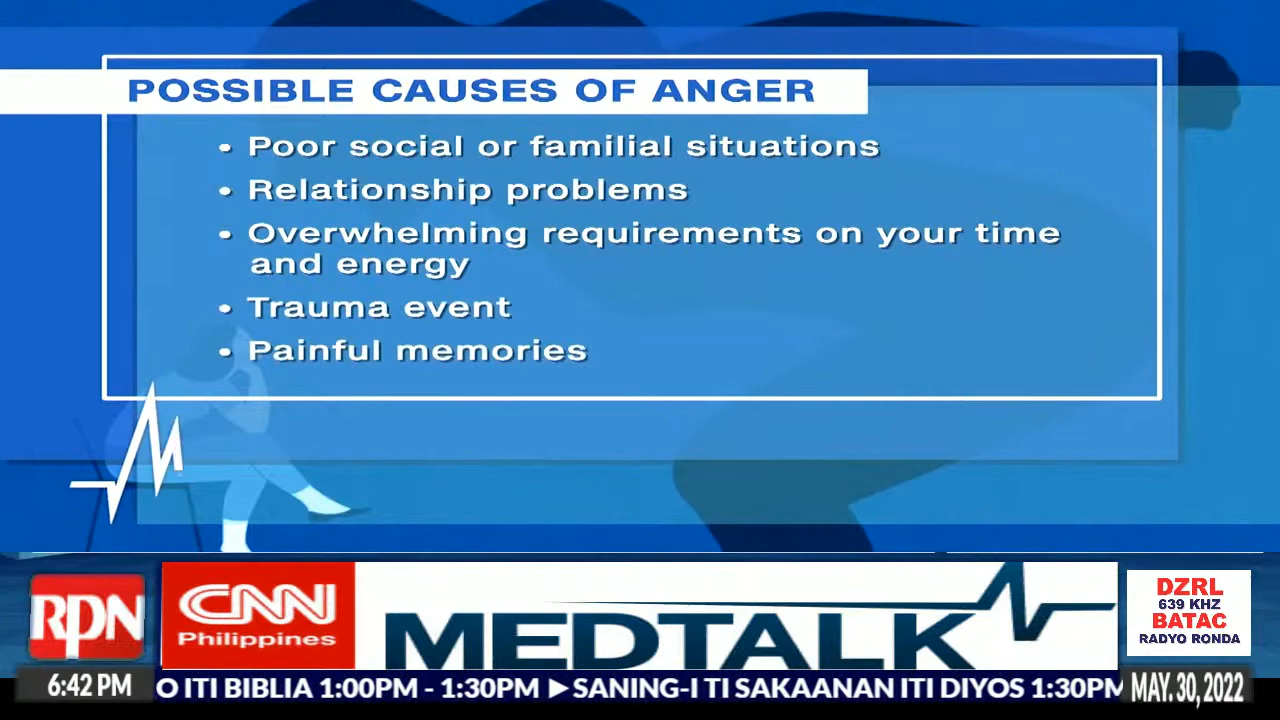 POSSIBLE CAUSES OF ANGER
• Poor social or familial situations
• Relationship problems
• Overwhelming requirements on your time
and energy
• Trauma event
• Painful memories
RPN
CNN
Philippines
MEDTALK
DZRL
639 KHZ
BATAC
RADYO RONDA
6:42 PM
O ITI BIBLIA 1:00PM - 1:30PM ►SANING-I TI SAKAANAN ITI DIYOS 1:30PM
MAY. 30, 2022